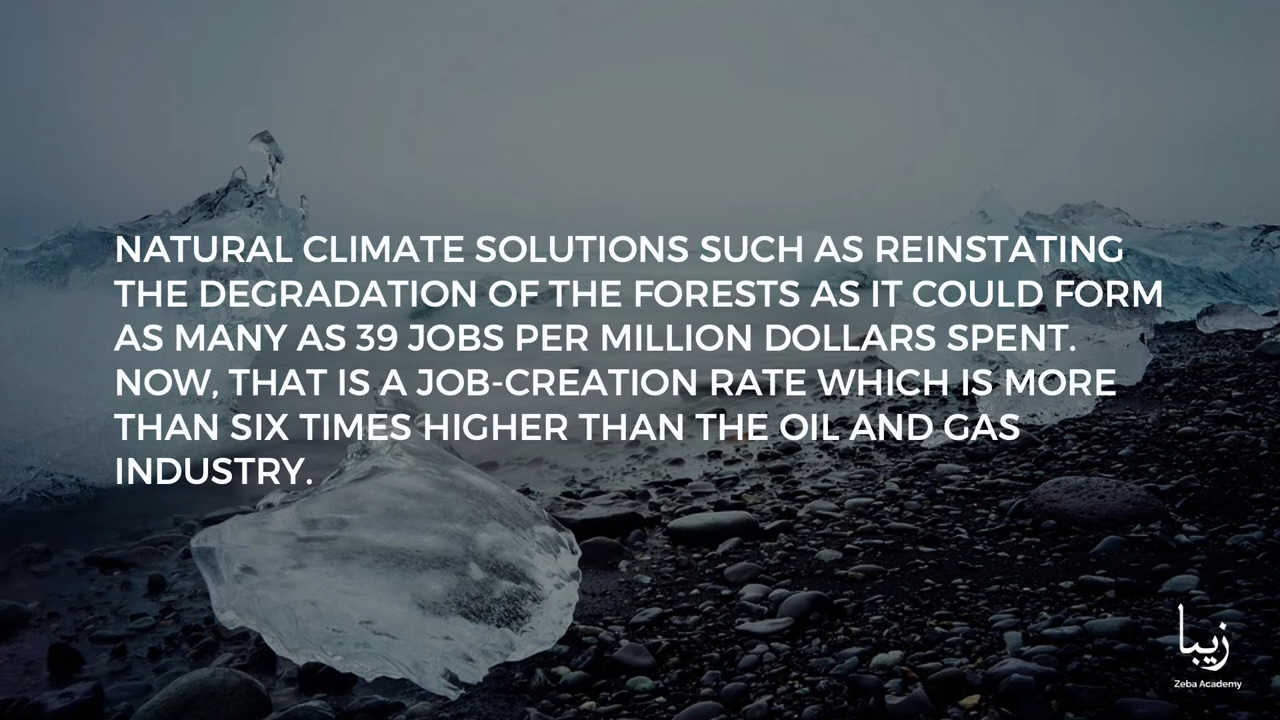 NATURAL CLIMATE SOLUTIONS SUCH AS REINSTATING
THE DEGRADATION OF THE FORESTS AS IT COULD FORM
AS MANY AS 39 JOBS PER MILLION DOLLARS SPENT.
NOW, THAT IS A JOB-CREATION RATE WHICH IS MORE
THAN SIX TIMES HIGHER THAN THE OIL AND GAS
INDUSTRY.
زيبا
Zeba Academy